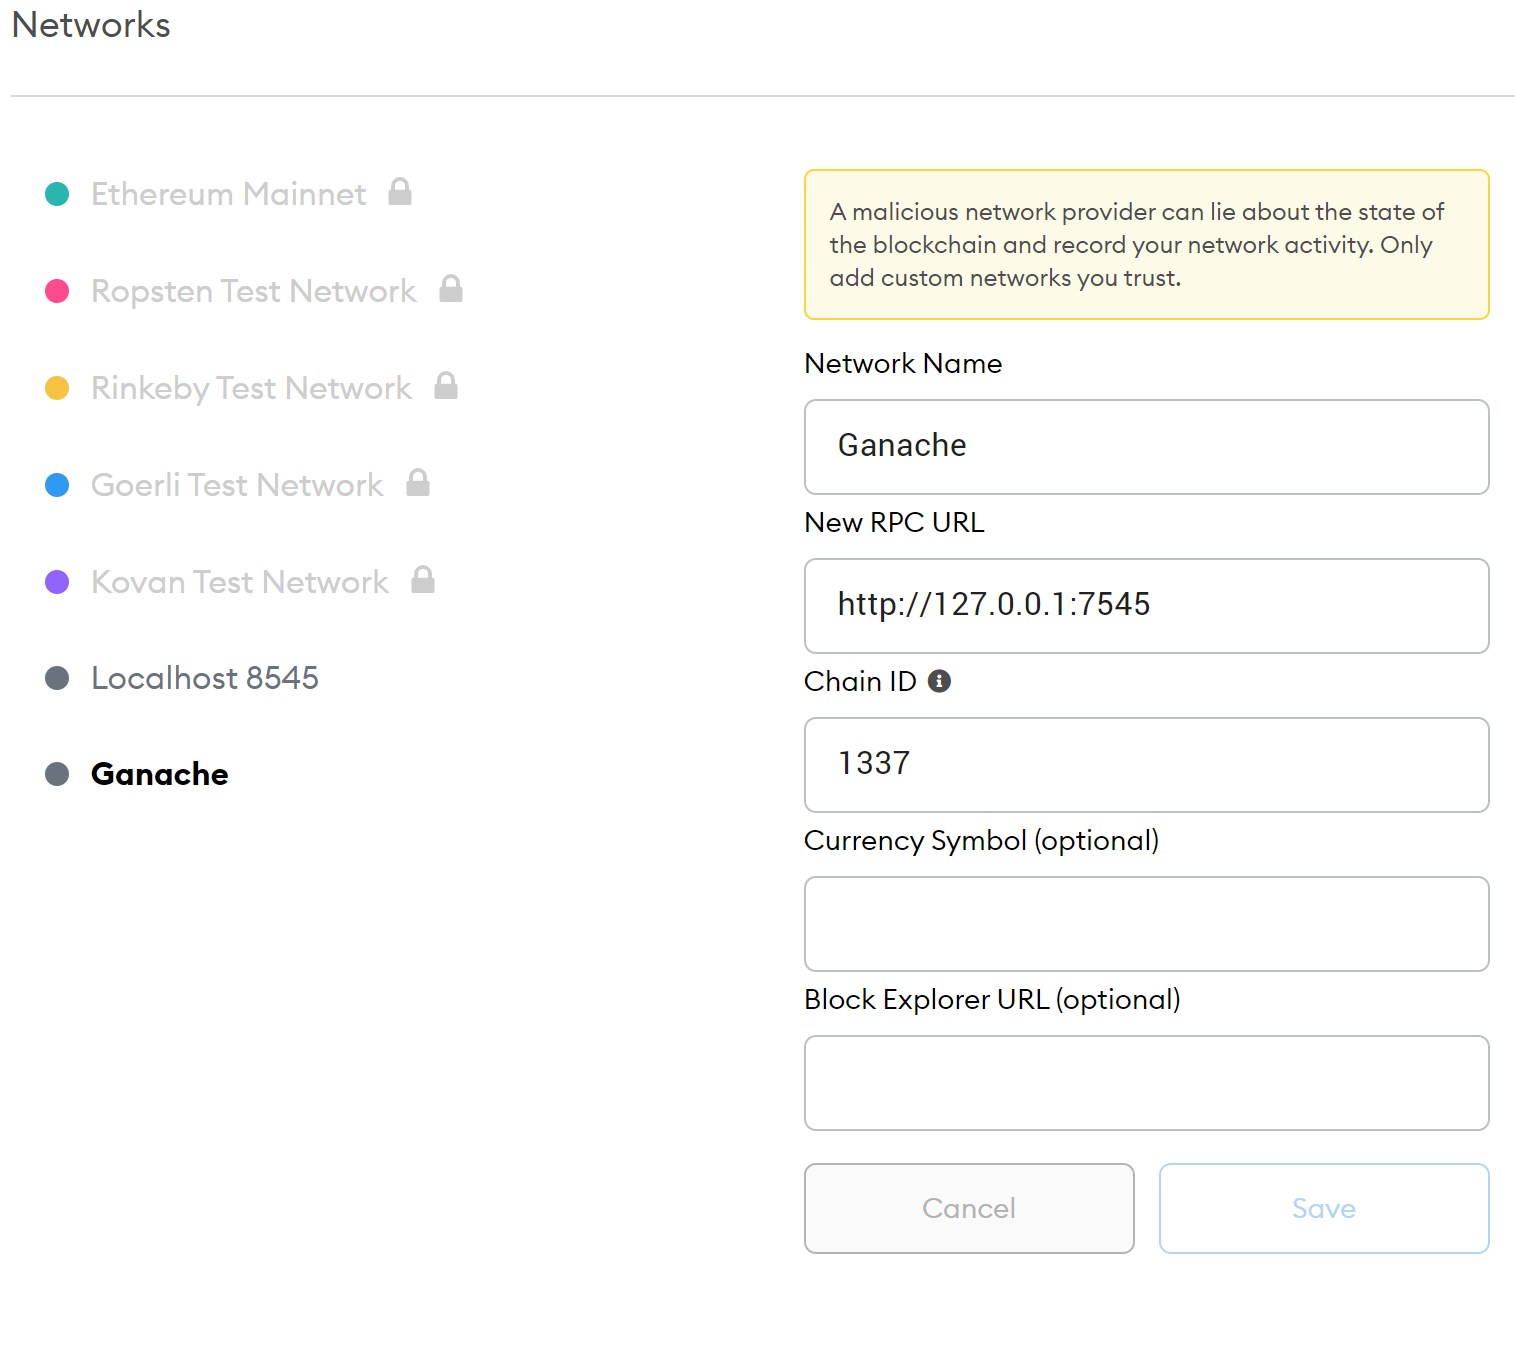 Networks
Ethereum Mainnet
Ropsten Test Network
Rinkeby Test Network
Goerli Test Network
Kovan Test Network
Localhost 8545
Ganache
A malicious network provider can lie about the state of
the blockchain and record your network activity. Only
add custom networks you trust.
Network Name
Ganache
New RPC URL
http://127.0.0.1:7545
Chain ID
1337
Currency Symbol (optional)
Block Explorer URL (optional)
Cancel
Save